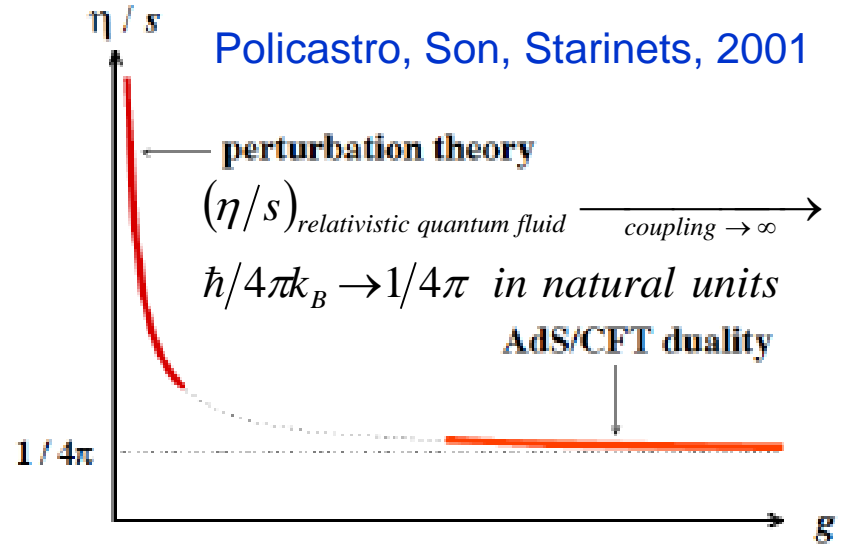 η / s
Policastro, Son, Starinets, 2001
perturbation theory
(η/s)relativistic quantum fluid ⟶ coupling → ∞
ħ/4πk_B → 1/4π in natural units
AdS/CFT duality
1 / 4π
g